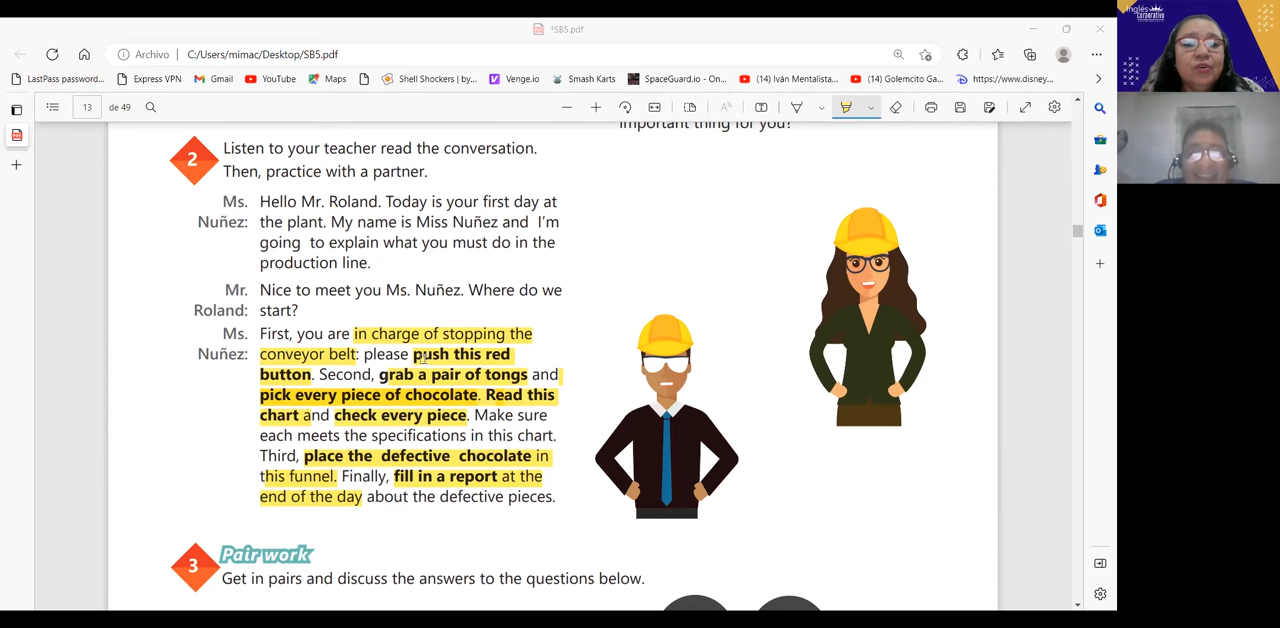 *SB5.pdf
Archivo | C:/Users/mimac/Desktop/SB5.pdf
LastPass password... Express VPN Gmail YouTube Maps Shell Shockers | by... Venge.io Smash Karts SpaceGuard.io - On... (14) Iván Mentalista... (14) Golemcito Ga... https://www.disney...
13 de 49
important thing for you?
2 Listen to your teacher read the conversation.
Then, practice with a partner.
Ms. Hello Mr. Roland. Today is your first day at
Nuñez: the plant. My name is Miss Nuñez and I'm
going to explain what you must do in the
production line.
Mr. Nice to meet you Ms. Nuñez. Where do we
Roland: start?
Ms. First, you are in charge of stopping the
Nuñez: conveyor belt: please push this red
button. Second, grab a pair of tongs and
pick every piece of chocolate. Read this
chart and check every piece. Make sure
each meets the specifications in this chart.
Third, place the defective chocolate in
this funnel. Finally, fill in a report at the
end of the day about the defective pieces.
3 Pair work
Get in pairs and discuss the answers to the questions below.
Inglés
Corporativo